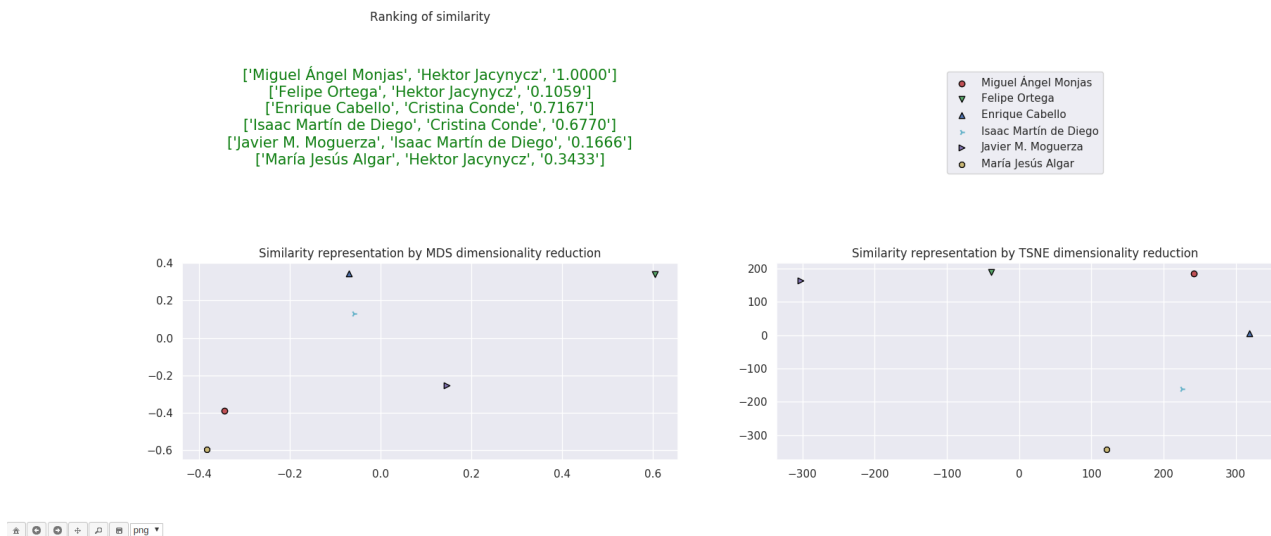 Ranking of similarity
['Miguel Ángel Monjas', 'Hektor Jacynycz', '1.0000']
['Felipe Ortega', 'Hektor Jacynycz', '0.1059']
['Enrique Cabello', 'Cristina Conde', '0.7167']
['Isaac Martín de Diego', 'Cristina Conde', '0.6770']
['Javier M. Moguerza', 'Isaac Martín de Diego', '0.1666']
['María Jesús Algar', 'Hektor Jacynycz', '0.3433']
Miguel Ángel Monjas
Felipe Ortega
Enrique Cabello
Isaac Martín de Diego
Javier M. Moguerza
María Jesús Algar
Similarity representation by MDS dimensionality reduction
0.4
0.2
0.0
−0.2
−0.4
−0.6
−0.4 −0.2 0.0 0.2 0.4 0.6
Similarity representation by TSNE dimensionality reduction
200
100
0
−100
−200
−300
−300 −200 −100 0 100 200 300
png